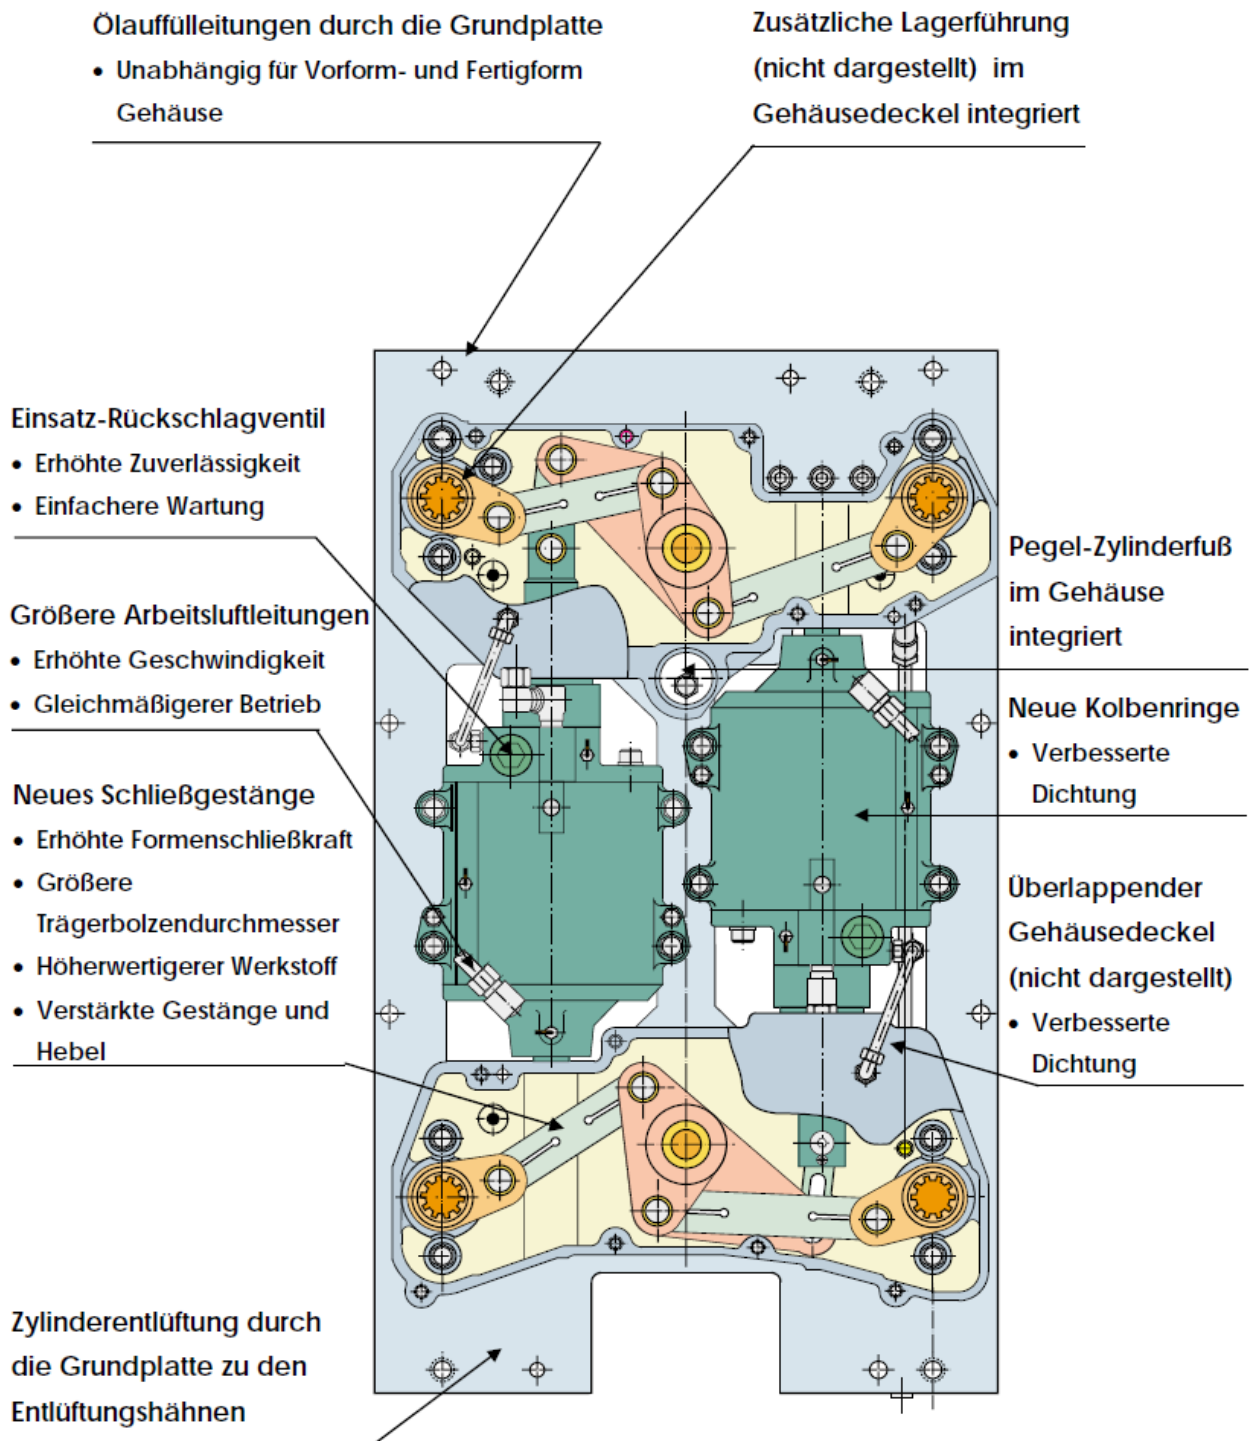 Ölauffülleitungen durch die Grundplatte
• Unabhängig für Vorform- und Fertigform
Gehäuse
Zusätzliche Lagerführung
(nicht dargestellt) im
Gehäusedeckel integriert
Einsatz-Rückschlagventil
• Erhöhte Zuverlässigkeit
• Einfachere Wartung
Größere Arbeitsluftleitungen
• Erhöhte Geschwindigkeit
• Gleichmäßigerer Betrieb
Neues Schließgestänge
• Erhöhte Formenschließkraft
• Größere
Trägerbolzendurchmesser
• Höherwertigerer Werkstoff
• Verstärkte Gestänge und
Hebel
Zylinderentlüftung durch
die Grundplatte zu den
Entlüftungshähnen
Pegel-Zylinderfuß
im Gehäuse
integriert
Neue Kolbenringe
• Verbesserte
Dichtung
Überlappender
Gehäusedeckel
(nicht dargestellt)
• Verbesserte
Dichtung